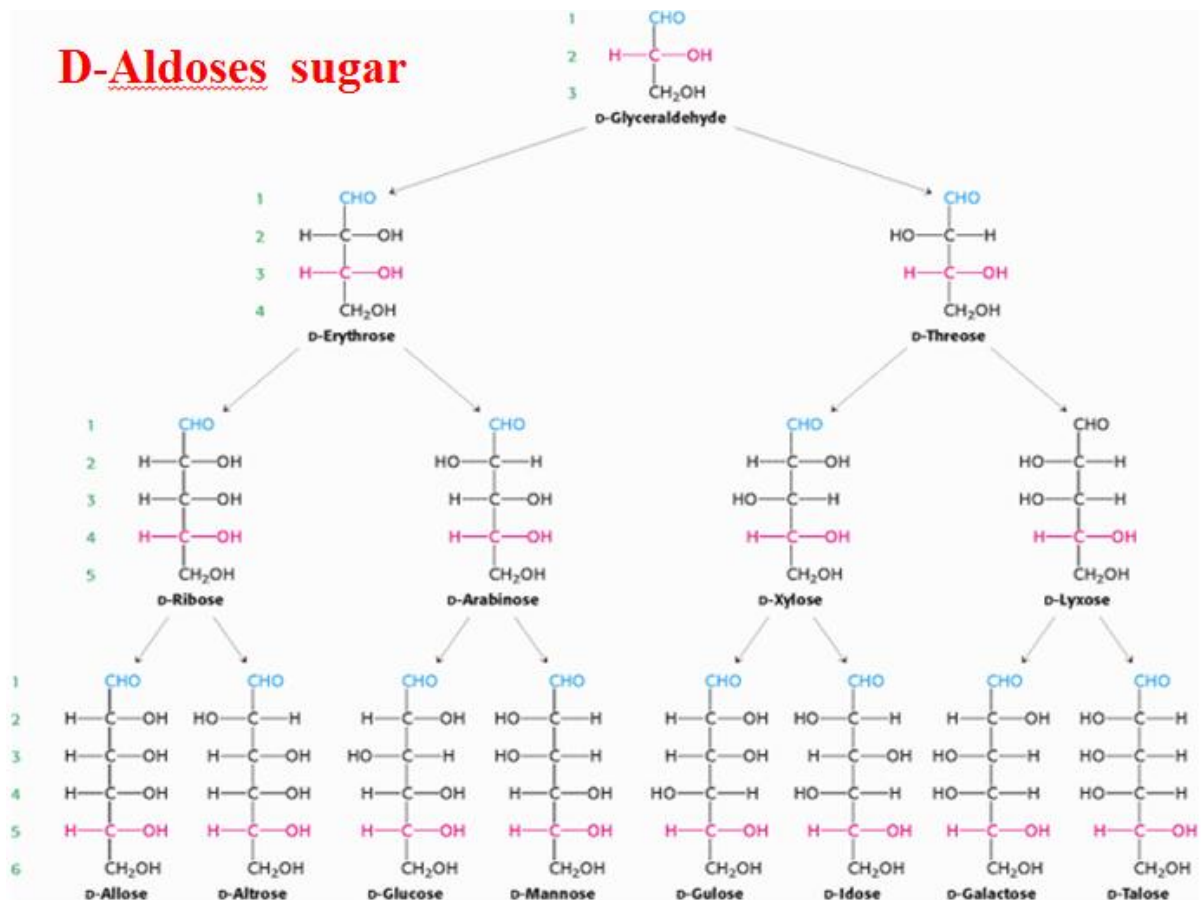 D-Aldoses sugar
1 CHO
2 H—C—OH
3 CH₂OH
D-Glyceraldehyde
1 CHO CHO
2 H—C—OH HO—C—H
3 H—C—OH H—C—OH
4 CH₂OH CH₂OH
D-Erythrose D-Threose
1 CHO CHO CHO CHO
2 H—C—OH HO—C—H H—C—OH HO—C—H
3 H—C—OH H—C—OH HO—C—H HO—C—H
4 H—C—OH H—C—OH H—C—OH H—C—OH
5 CH₂OH CH₂OH CH₂OH CH₂OH
D-Ribose D-Arabinose D-Xylose D-Lyxose
1 CHO CHO CHO CHO CHO CHO CHO CHO
2 H—C—OH HO—C—H H—C—OH HO—C—H H—C—OH HO—C—H H—C—OH HO—C—H
3 H—C—OH H—C—OH HO—C—H HO—C—H H—C—OH H—C—OH HO—C—H HO—C—H
4 H—C—OH H—C—OH H—C—OH H—C—OH HO—C—H HO—C—H HO—C—H HO—C—H
5 H—C—OH H—C—OH H—C—OH H—C—OH H—C—OH H—C—OH H—C—OH H—C—OH
6 CH₂OH CH₂OH CH₂OH CH₂OH CH₂OH CH₂OH CH₂OH CH₂OH
D-Allose D-Altrose D-Glucose D-Mannose D-Gulose D-Idose D-Galactose D-Talose